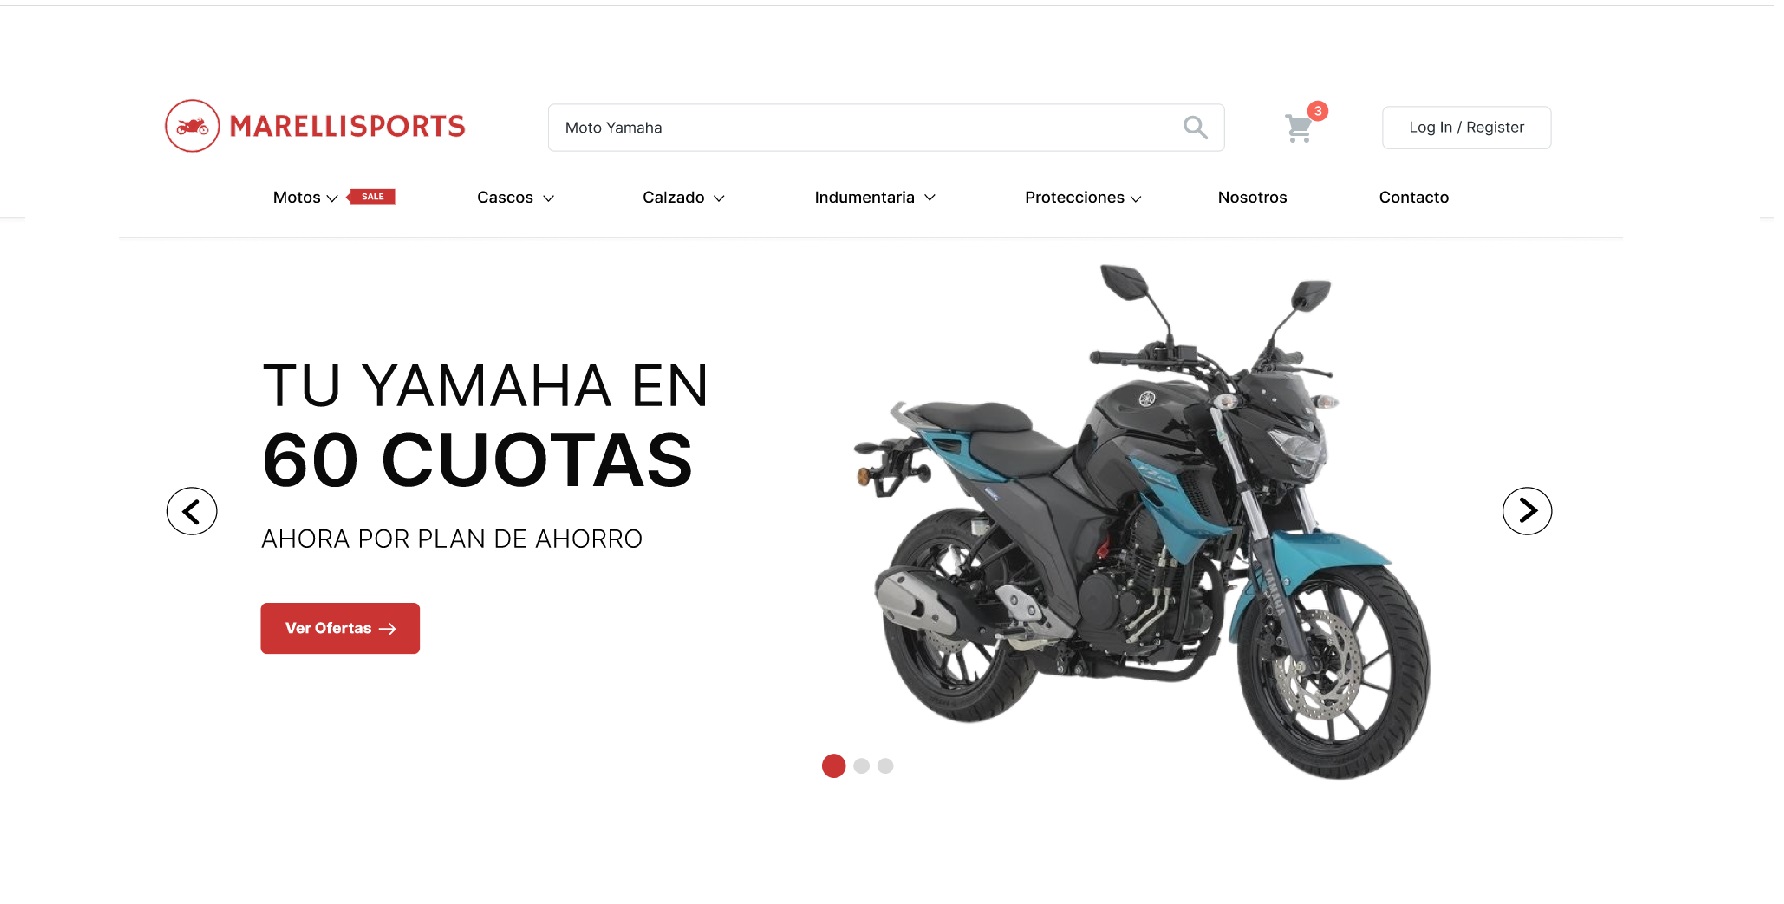 MARELLISPORTS
Moto Yamaha
3
Log In / Register
Motos
SALE
Cascos
Calzado
Indumentaria
Protecciones
Nosotros
Contacto
TU YAMAHA EN
60 CUOTAS
AHORA POR PLAN DE AHORRO
Ver Ofertas
YAMAHA